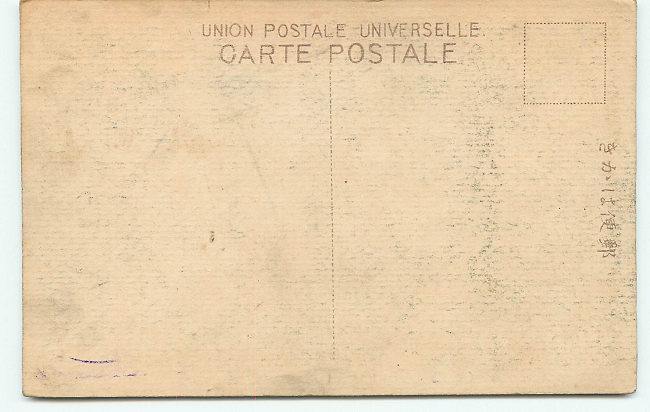 UNION POSTALE UNIVERSELLE.
CARTE POSTALE
郵便はかき